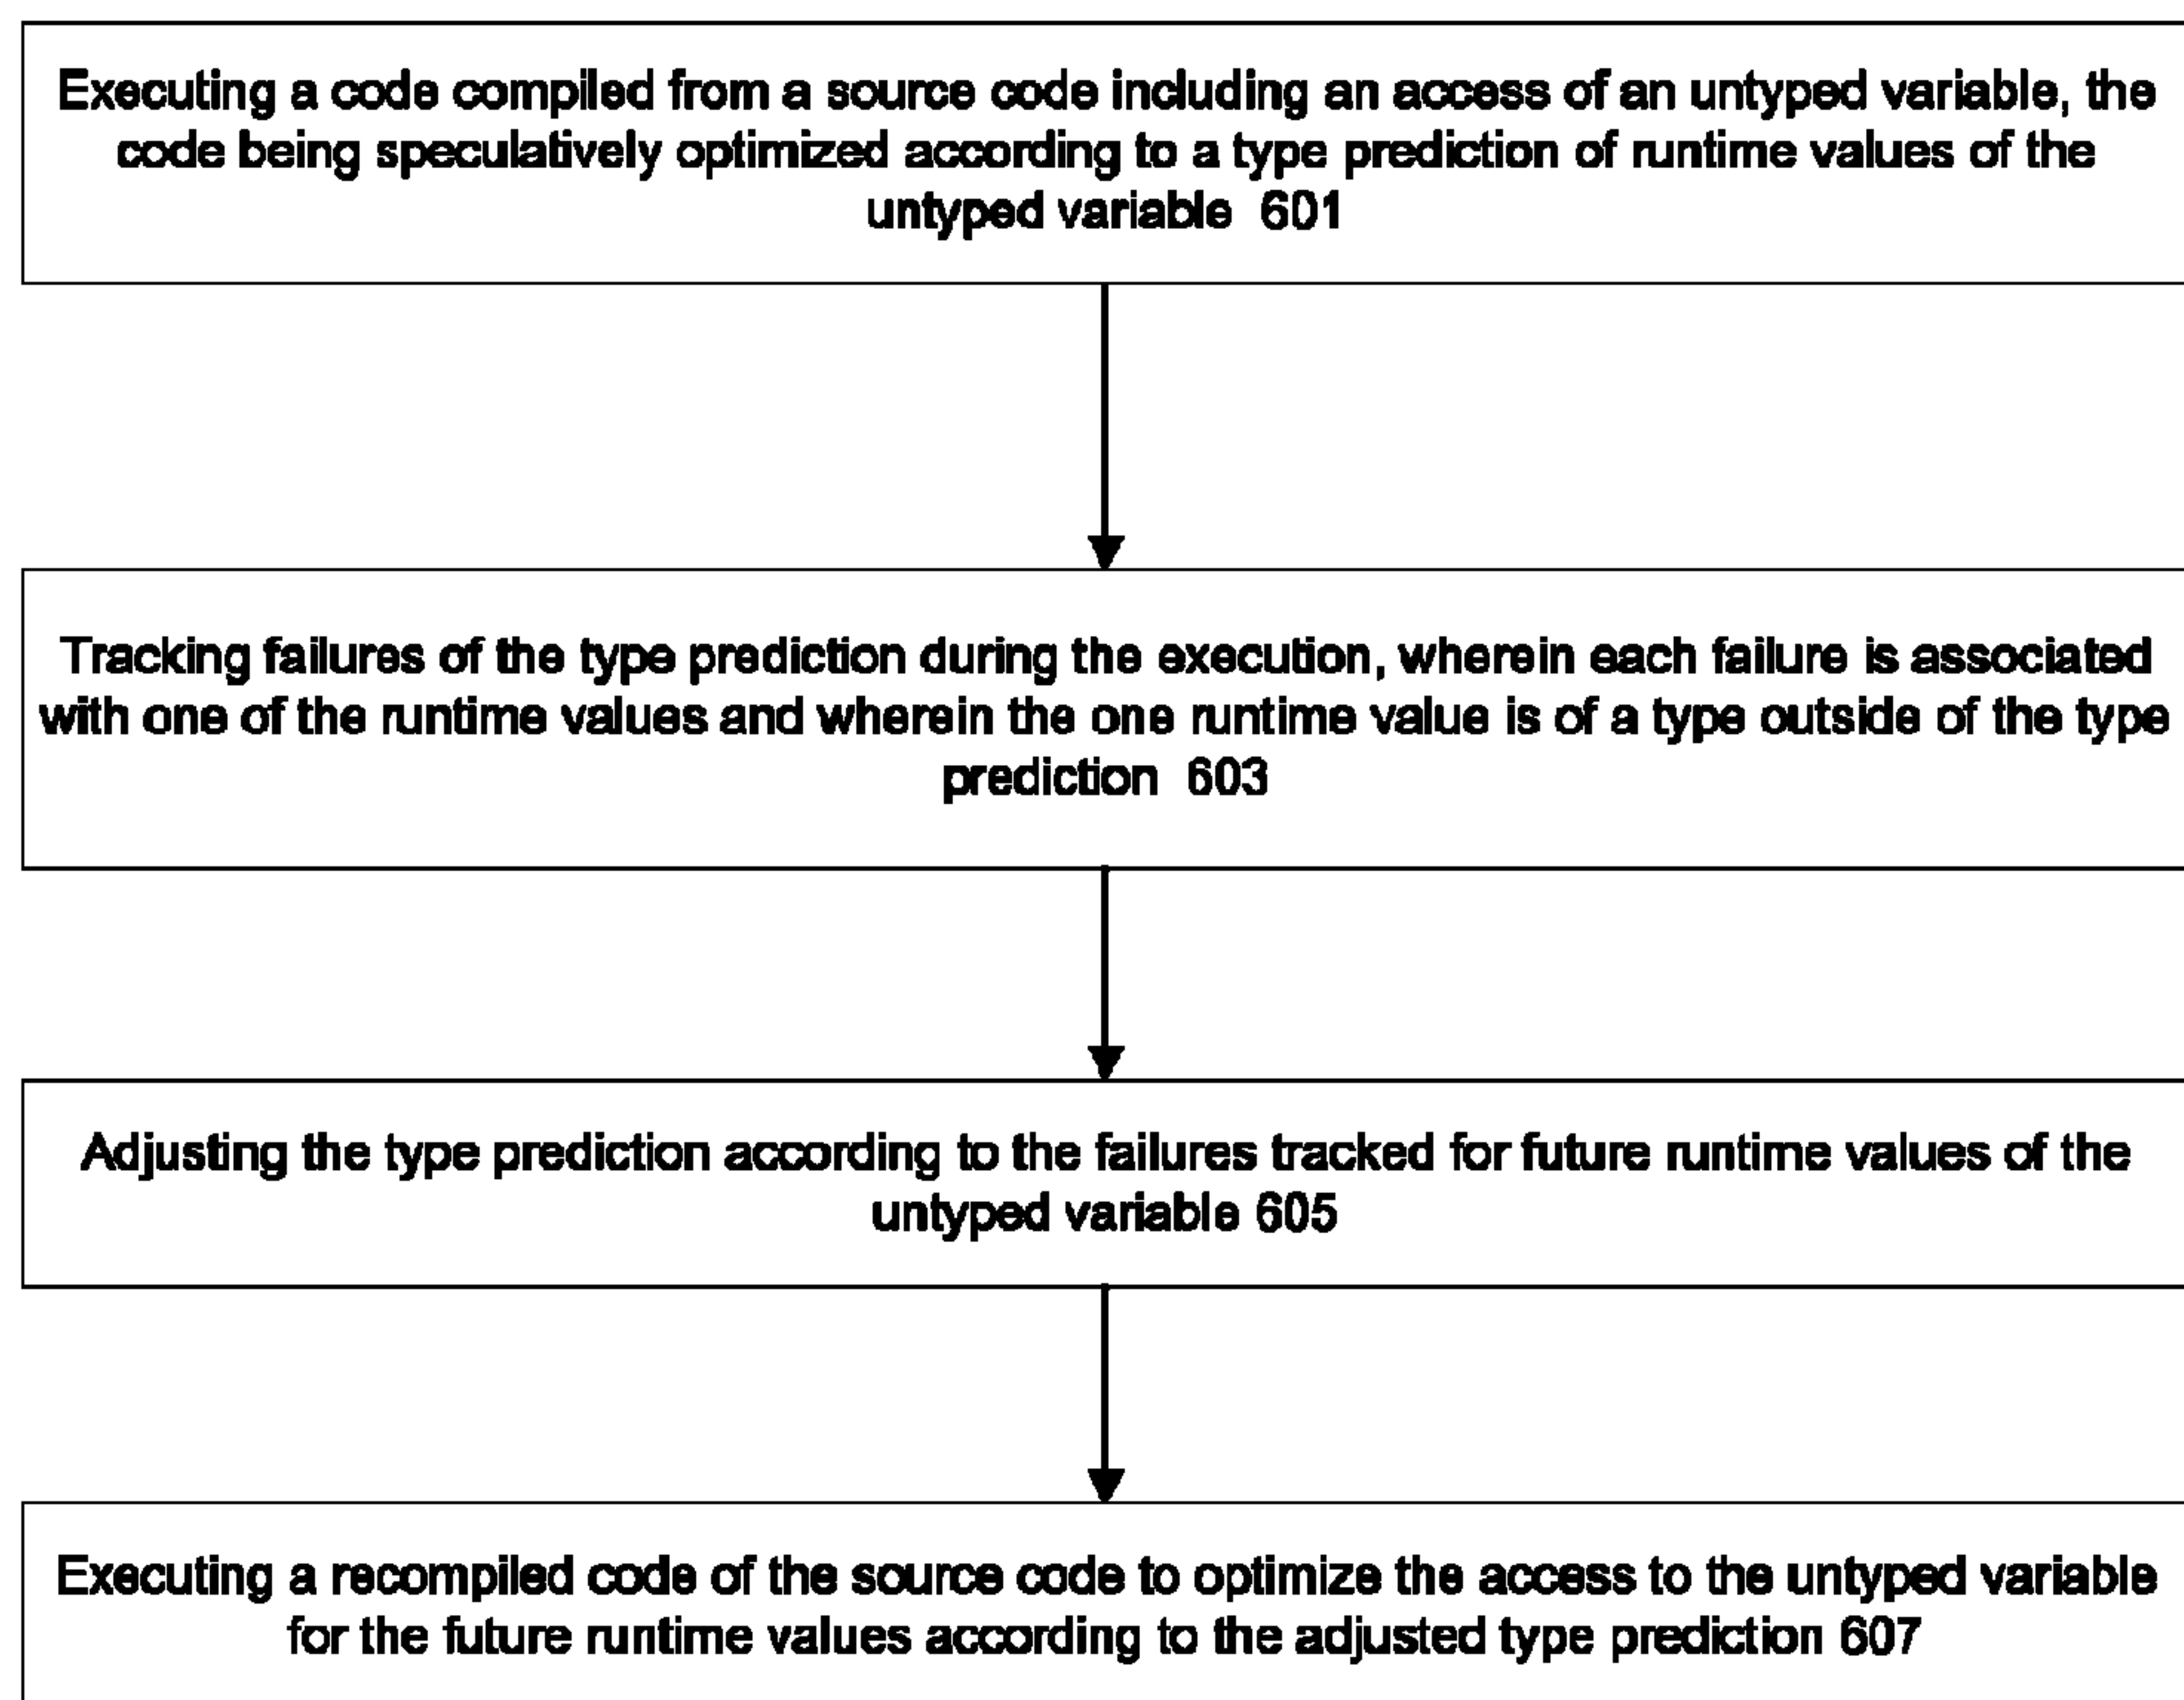 Executing a code compiled from a source code including an access of an untyped variable, the
code being speculatively optimized according to a type prediction of runtime values of the
untyped variable 601
Tracking failures of the type prediction during the execution, wherein each failure is associated
with one of the runtime values and wherein the one runtime value is of a type outside of the type
prediction 603
Adjusting the type prediction according to the failures tracked for future runtime values of the
untyped variable 605
Executing a recompiled code of the source code to optimize the access to the untyped variable
for the future runtime values according to the adjusted type prediction 607